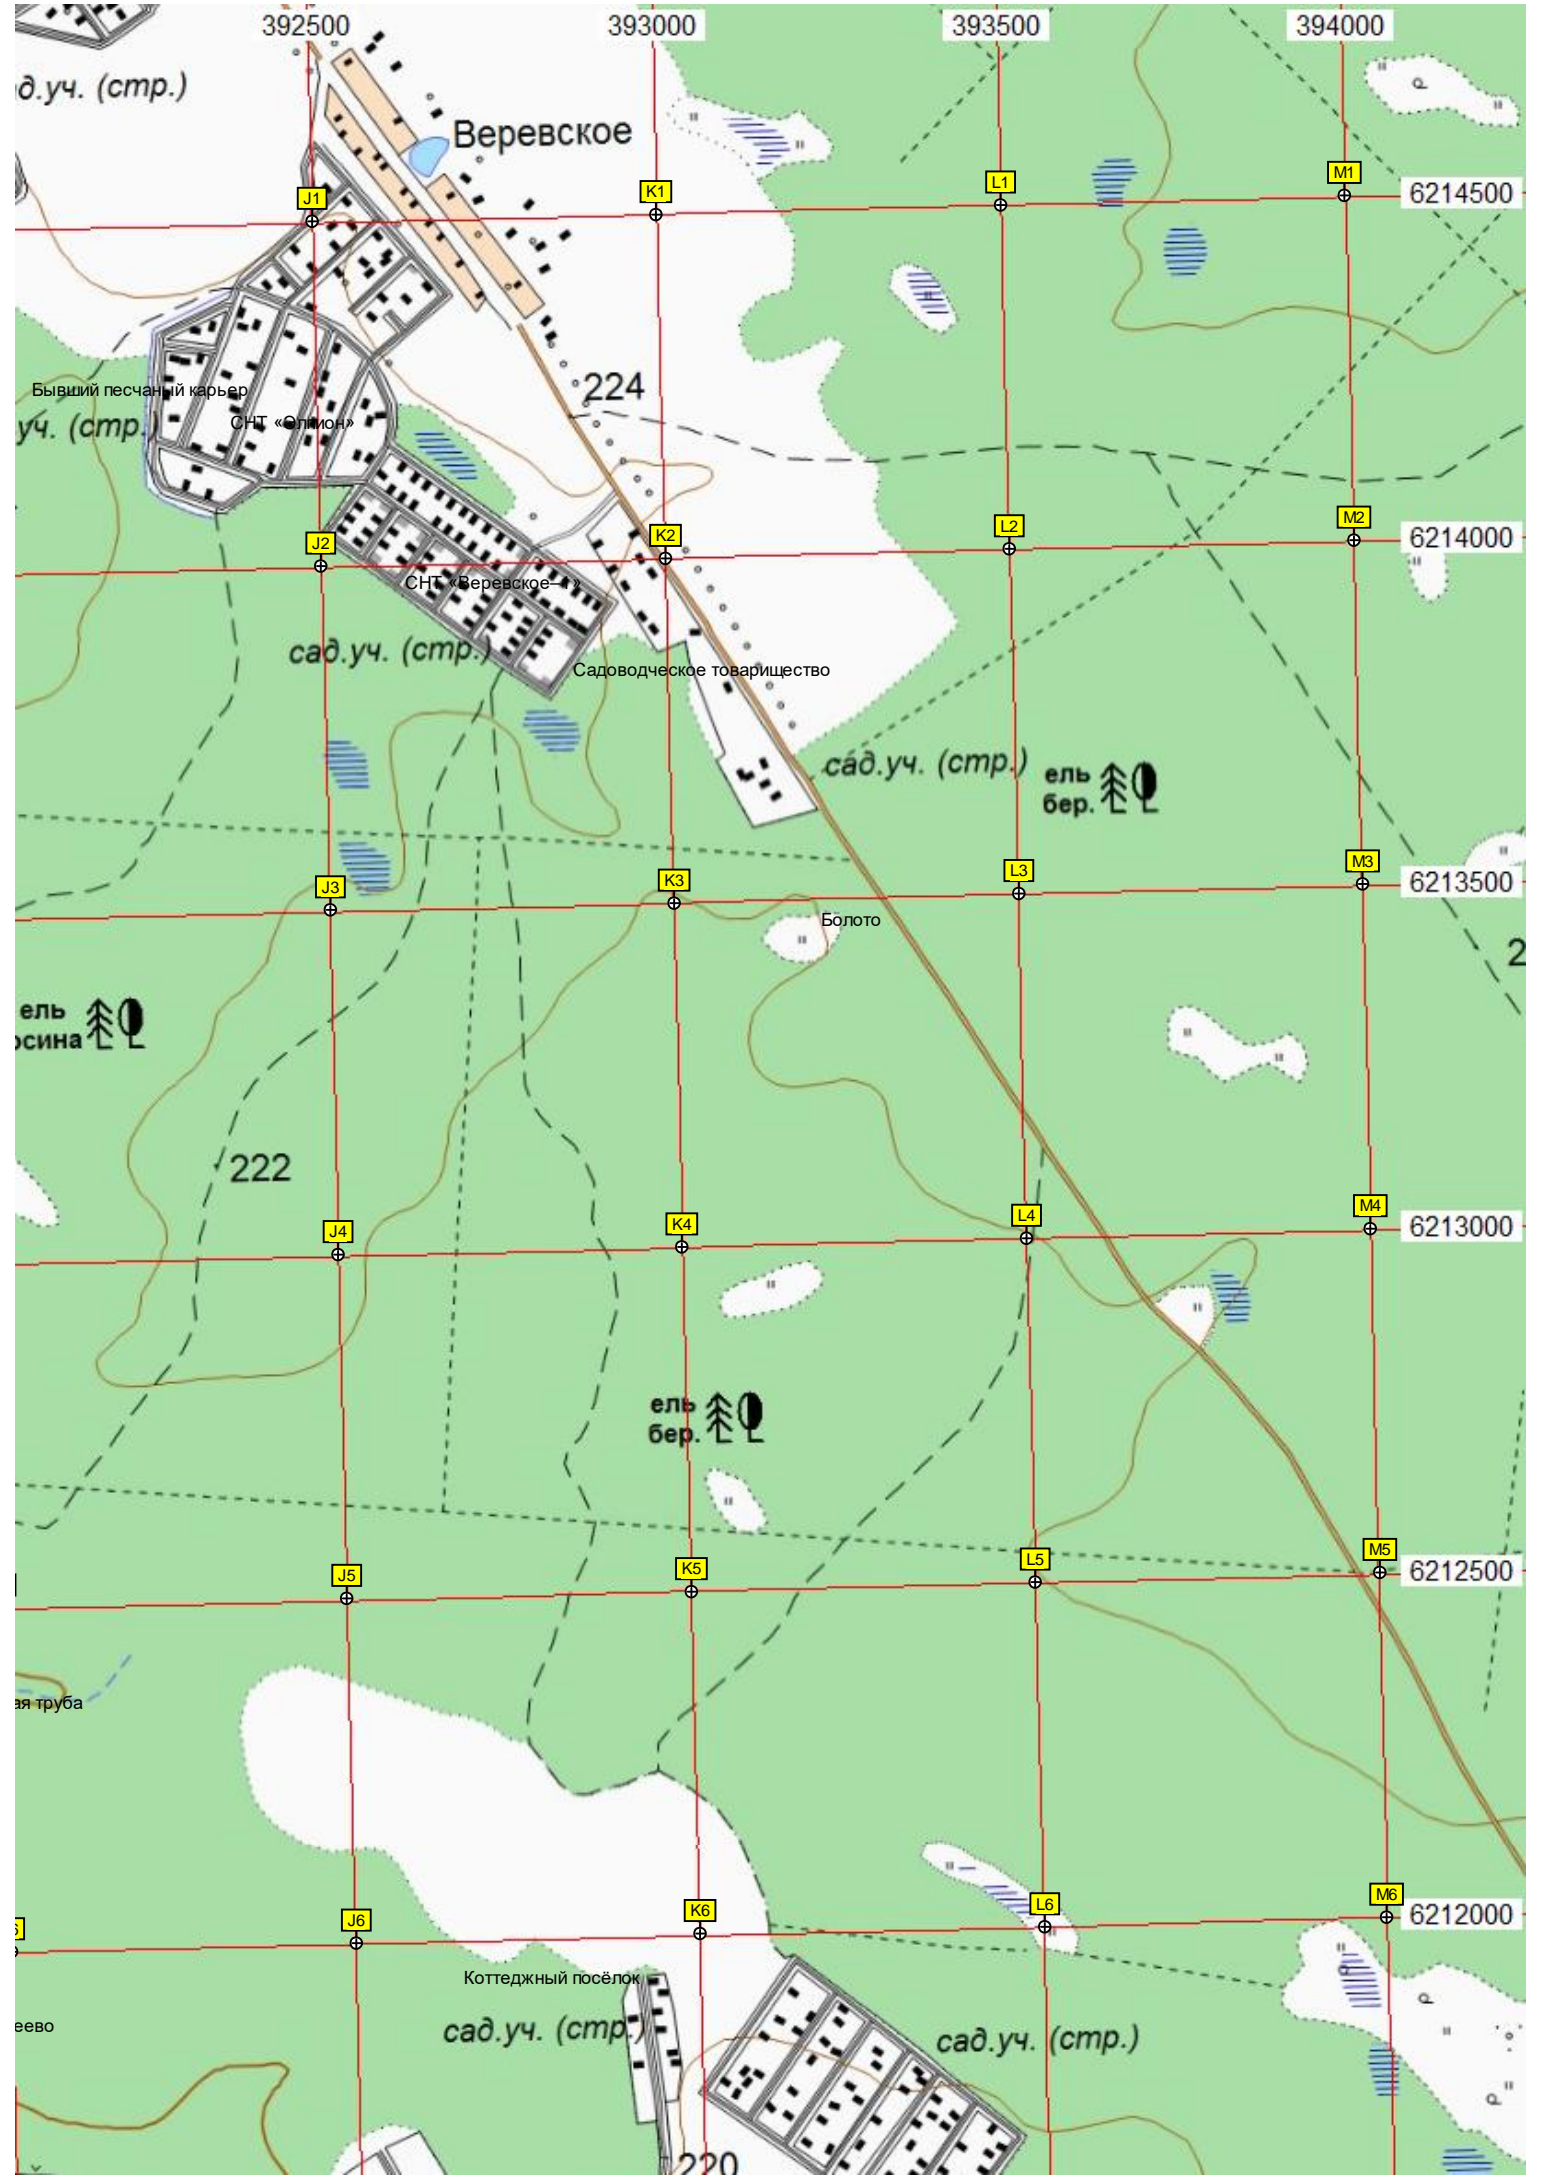 392500 393000 393500 394000
д.уч. (стр.)
Веревское
J1 K1 L1 M1 6214500
224
Бывший песчаный карьер
СНТ «Эллион»
уч. (стр.)
J2 K2 L2 M2 6214000
СНТ «Веревское–1»
сад.уч. (стр.)
Садоводческое товарищество
сад.уч. (стр.)
ель
бер.
J3 K3 L3 M3 6213500
Болото
2
ель
осина
222
J4 K4 L4 M4 6213000
ель
бер.
J5 K5 L5 M5 6212500
ая труба
6 J6 K6 L6 M6 6212000
Коттеджный посёлок
еево
сад.уч. (стр.)
сад.уч. (стр.)
220